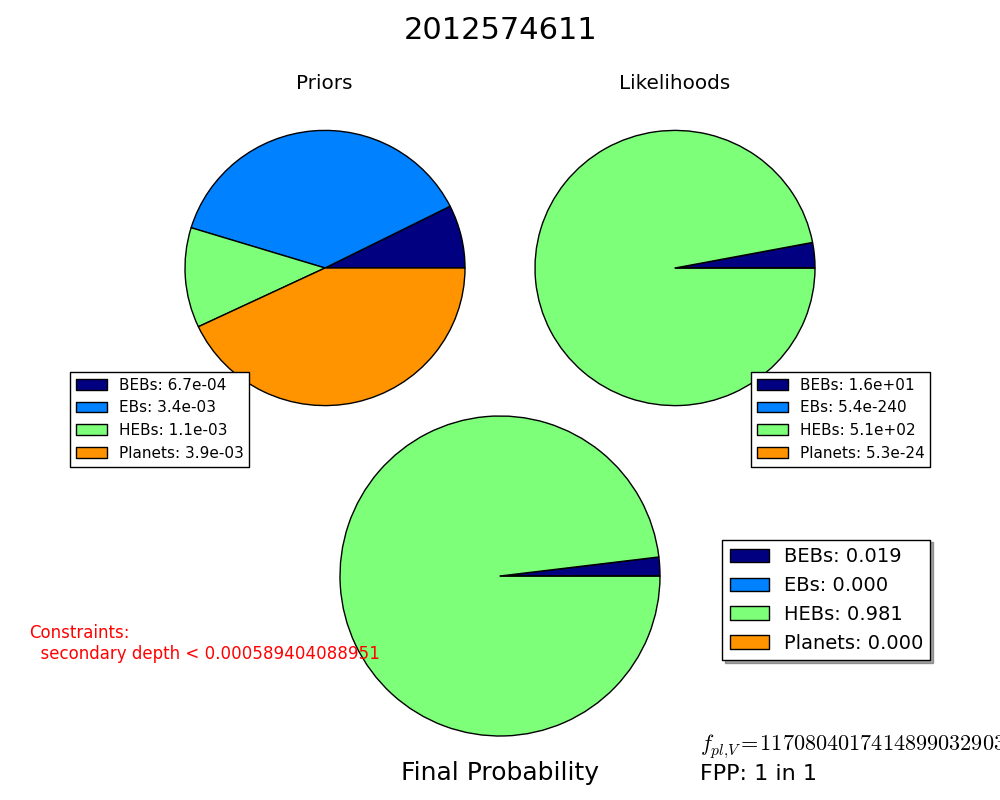 2012574611
Priors
Likelihoods
BEBs: 6.7e-04
EBs: 3.4e-03
HEBs: 1.1e-03
Planets: 3.9e-03
BEBs: 1.6e+01
EBs: 5.4e-240
HEBs: 5.1e+02
Planets: 5.3e-24
BEBs: 0.019
EBs: 0.000
HEBs: 0.981
Planets: 0.000
Constraints:
secondary depth < 0.000589404088951
f_{pl,V}=1170804017414899032903
Final Probability
FPP: 1 in 1